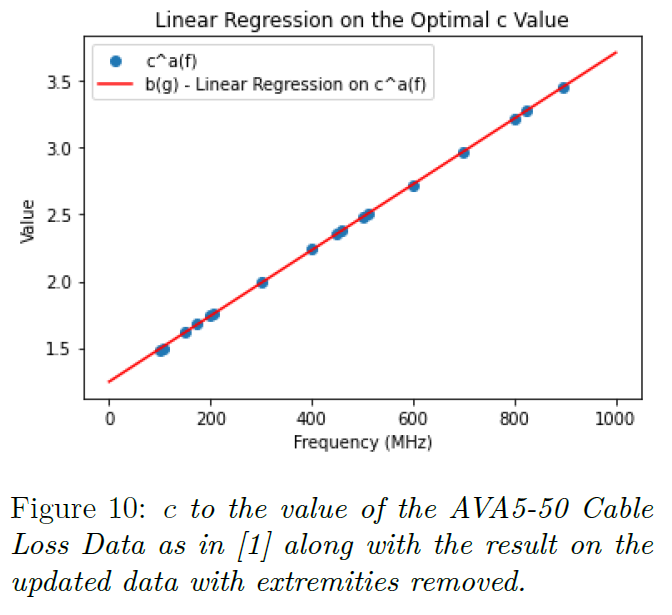 Linear Regression on the Optimal c Value
c^a(f)
b(g) - Linear Regression on c^a(f)
3.5
3.0
2.5
2.0
1.5
Value
0 200 400 600 800 1000
Frequency (MHz)
Figure 10: c to the value of the AVA5-50 Cable
Loss Data as in [1] along with the result on the
updated data with extremities removed.